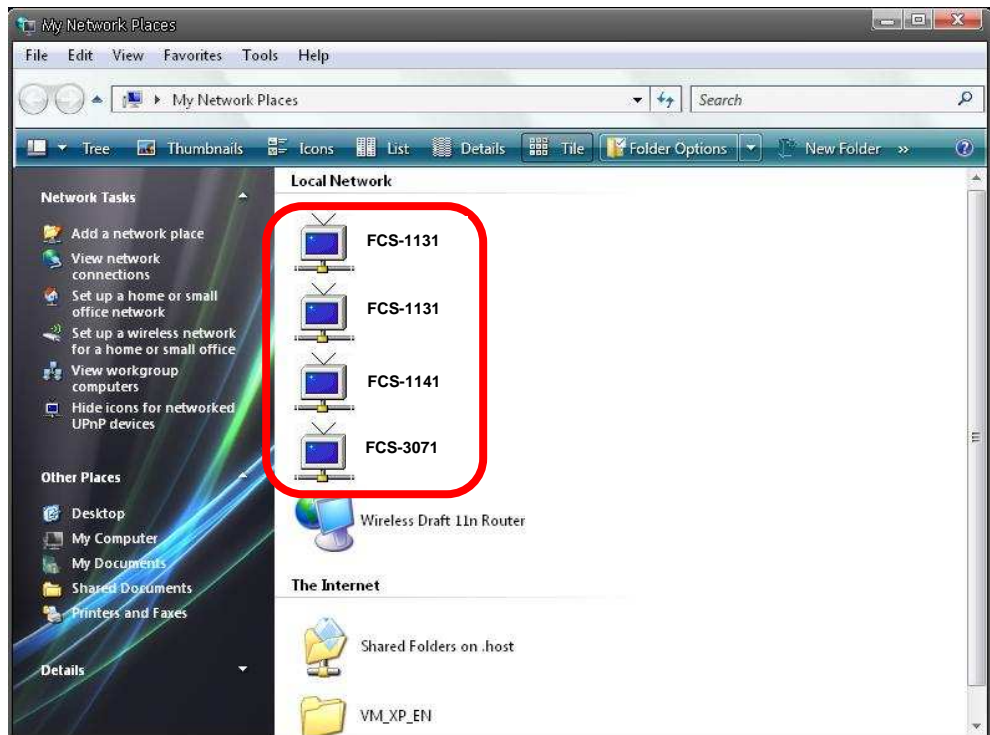 My Network Places
File Edit View Favorites Tools Help
My Network Places
Search
Tree Thumbnails Icons List Details Tile Folder Options New Folder »
Network Tasks
Add a network place
View network
connections
Set up a home or small
office network
Set up a wireless network
for a home or small office
View workgroup
computers
Hide icons for networked
UPnP devices
Other Places
Desktop
My Computer
My Documents
Shared Documents
Printers and Faxes
Details
Local Network
FCS-1131
FCS-1131
FCS-1141
FCS-3071
Wireless Draft 11n Router
The Internet
Shared Folders on .host
VM_XP_EN